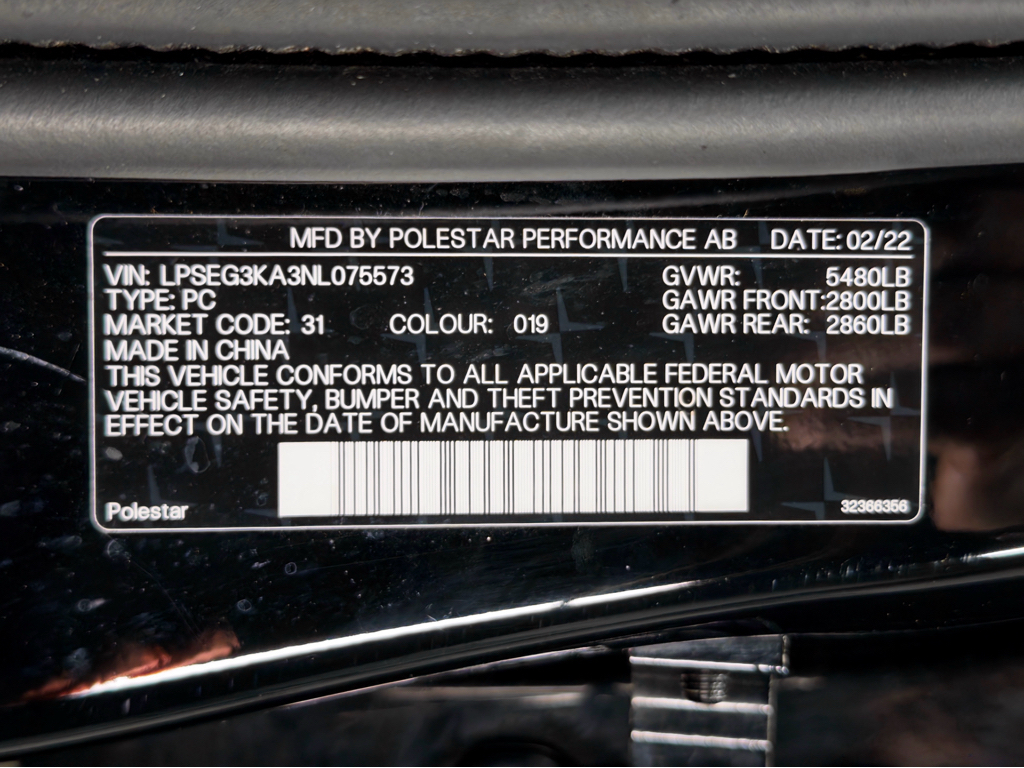 MFD BY POLESTAR PERFORMANCE AB DATE: 02/22
VIN: LPSEG3KA3NL075573 GVWR: 5480LB
TYPE: PC GAWR FRONT:2800LB
MARKET CODE: 31 COLOUR: 019 GAWR REAR: 2860LB
MADE IN CHINA
THIS VEHICLE CONFORMS TO ALL APPLICABLE FEDERAL MOTOR
VEHICLE SAFETY, BUMPER AND THEFT PREVENTION STANDARDS IN
EFFECT ON THE DATE OF MANUFACTURE SHOWN ABOVE.
Polestar 32366356